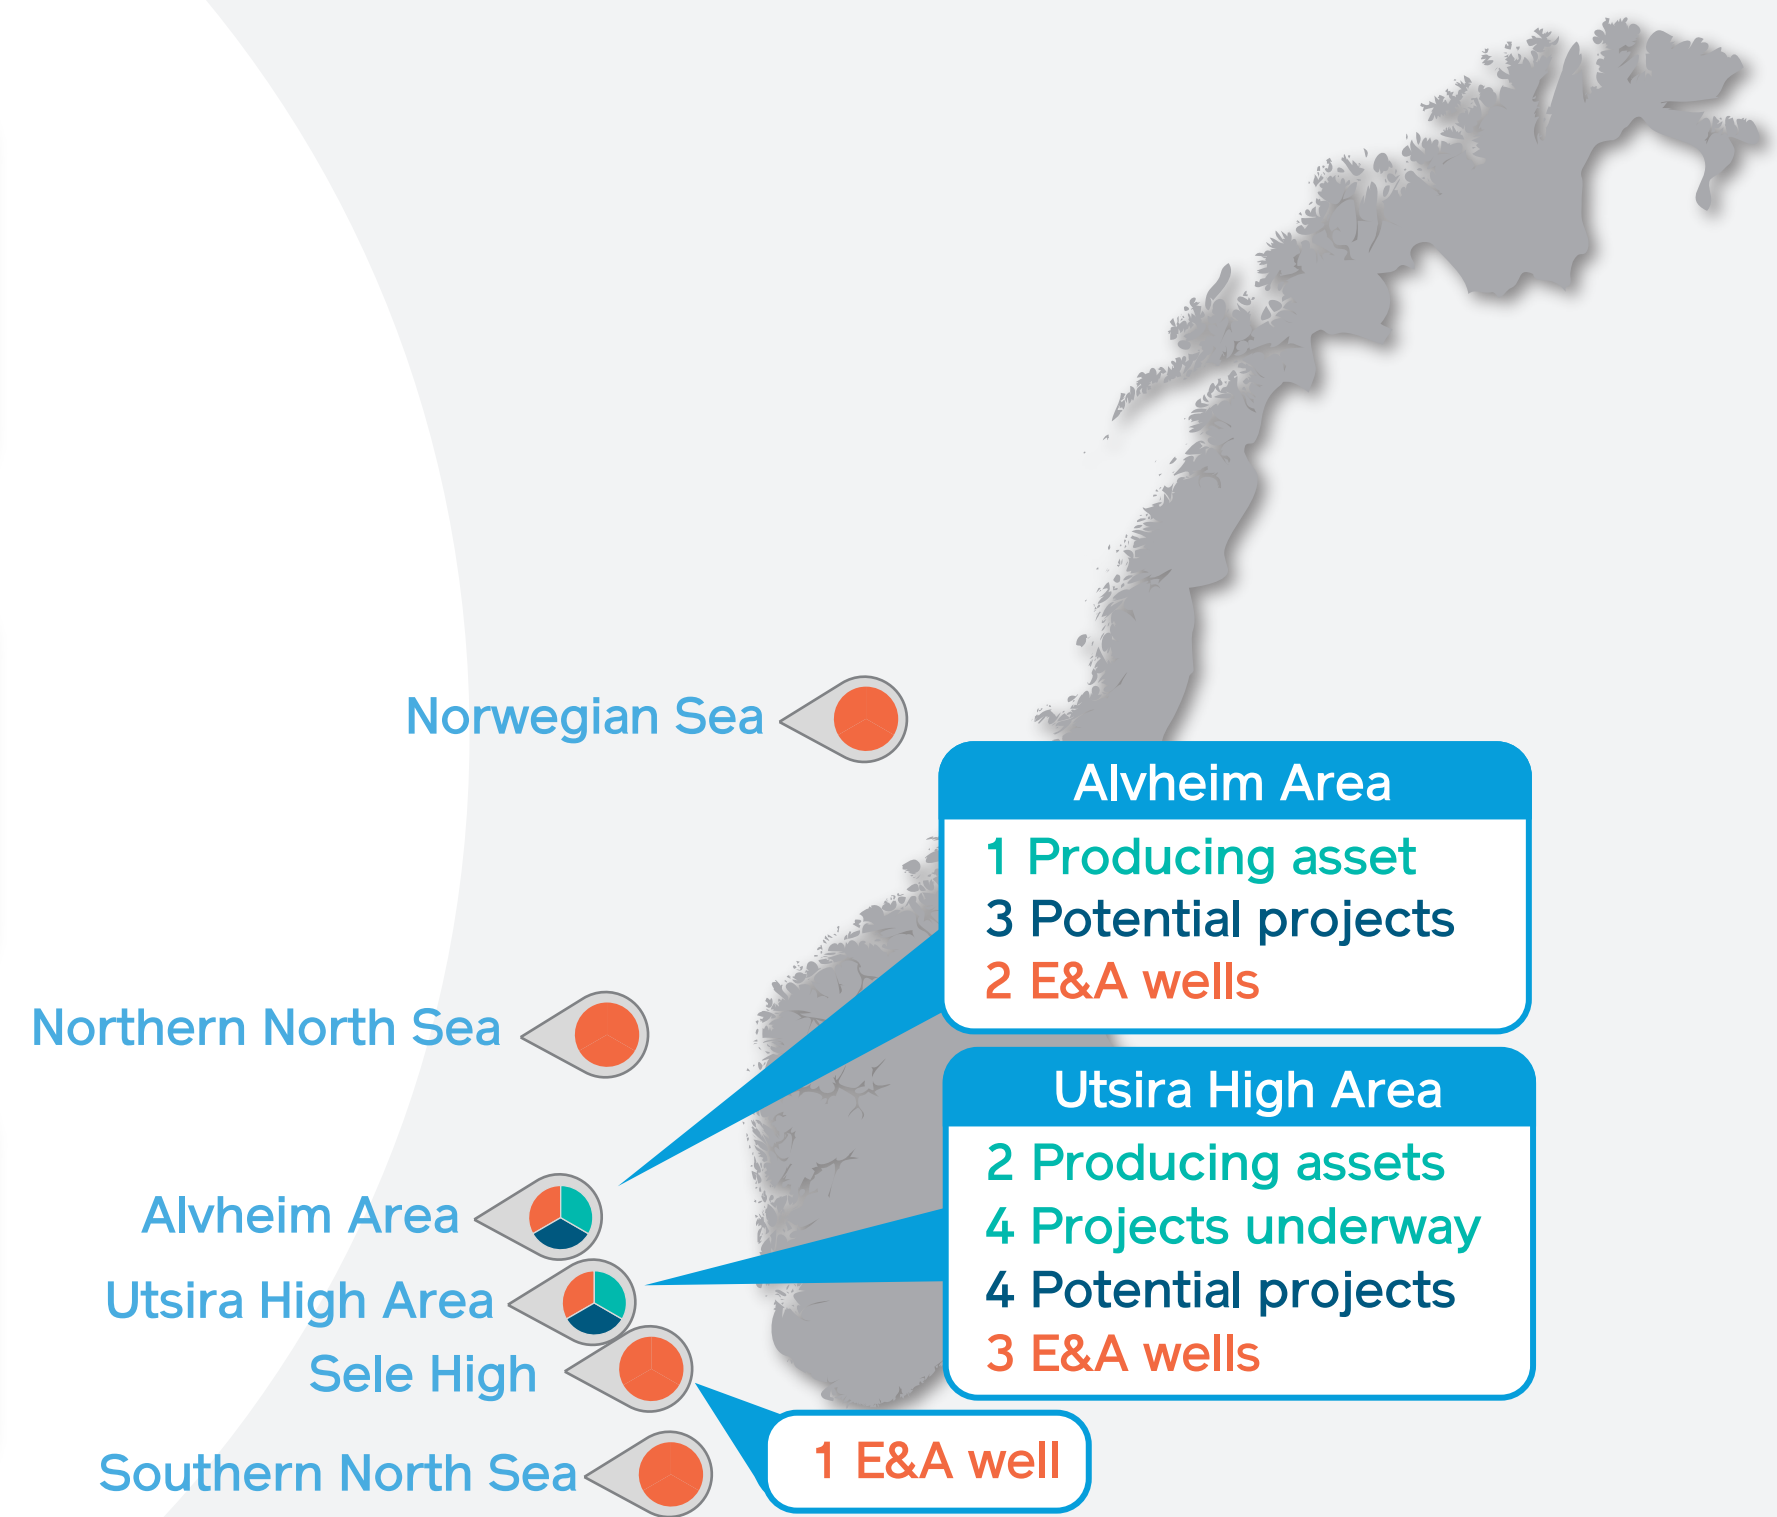 Norwegian Sea
Alvheim Area
1 Producing asset
3 Potential projects
2 E&A wells
Northern North Sea
Utsira High Area
2 Producing assets
4 Projects underway
4 Potential projects
3 E&A wells
Alvheim Area
Utsira High Area
Sele High
1 E&A well
Southern North Sea